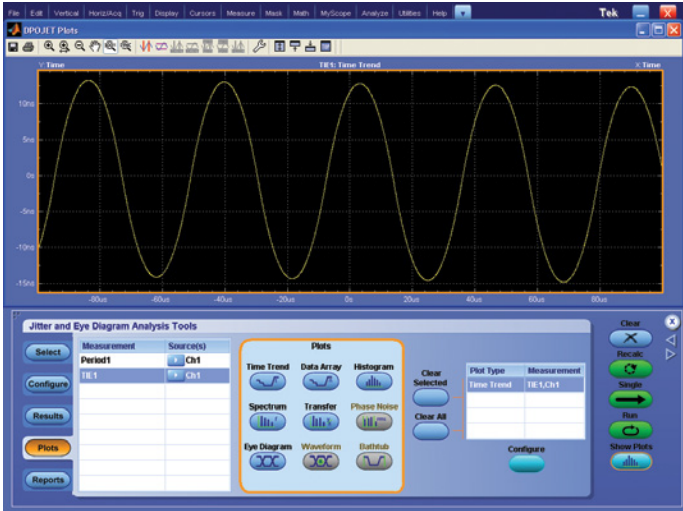 File Edit Vertical Horiz/Acq Trig Display Cursors Measure Mask Math MyScope Analyze Utilities Help Tek
DPOJET Plots
Y:Time TIE1: Time Trend X:Time
10ns
5ns
0s
-5ns
-10ns
-15ns
-80us -60us -40us -20us 0s 20us 40us 60us 80us
Jitter and Eye Diagram Analysis Tools
Select
Configure
Results
Plots
Reports
Measurement Source(s)
Period1 Ch1
TIE1 Ch1
Plots
Time Trend Data Array Histogram
Spectrum Transfer Phase Noise
Eye Diagram Waveform Bathtub
Clear
Selected
Clear All
Plot Type Measurement
Time Trend TIE1,Ch1
Configure
Clear
Recalc
Single
Run
Show Plots